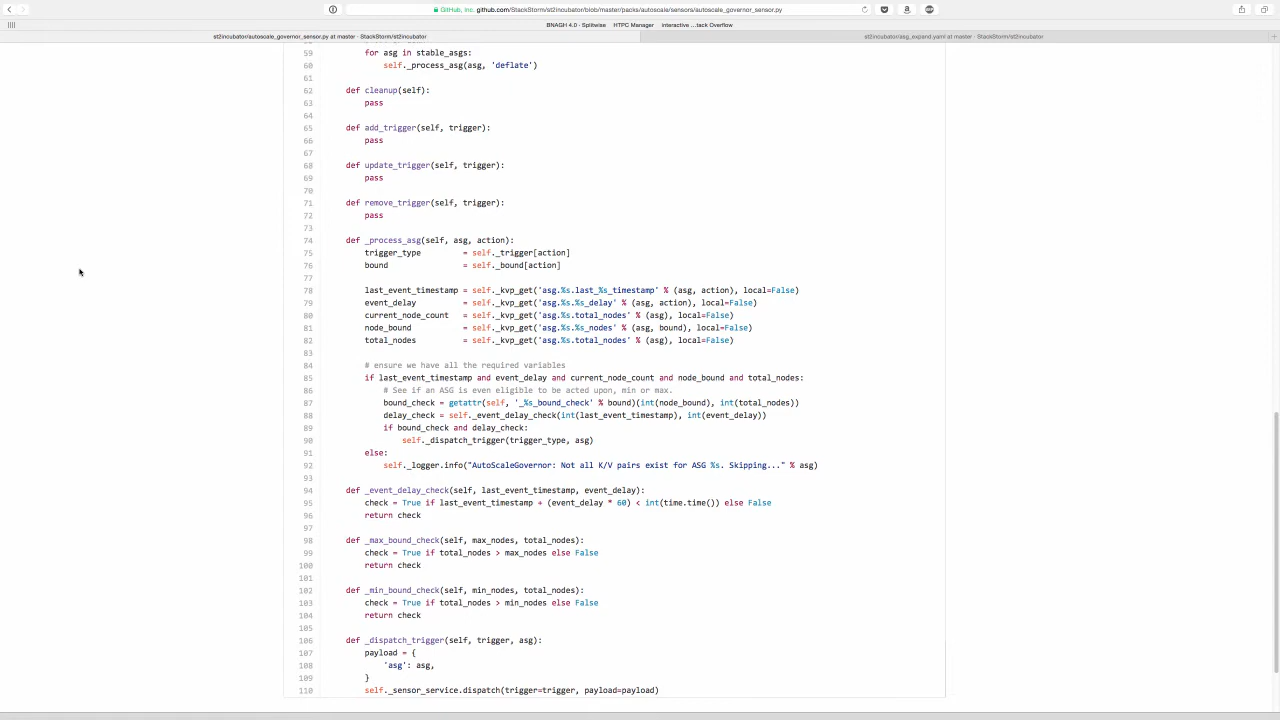 GitHub, Inc. github.com/StackStorm/st2incubator/blob/master/packs/autoscale/sensors/autoscale_governor_sensor.py
BNAGH 4.0 - Splitwise HTPC Manager interactive ...tack Overflow
st2incubator/autoscale_governor_sensor.py at master · StackStorm/st2incubator
st2incubator/asg_expand.yaml at master · StackStorm/st2incubator
59 for asg in stable_asgs:
60 self._process_asg(asg, 'deflate')
61
62 def cleanup(self):
63 pass
64
65 def add_trigger(self, trigger):
66 pass
67
68 def update_trigger(self, trigger):
69 pass
70
71 def remove_trigger(self, trigger):
72 pass
73
74 def _process_asg(self, asg, action):
75 trigger_type = self._trigger[action]
76 bound = self._bound[action]
77
78 last_event_timestamp = self._kvp_get('asg.%s.last_%s_timestamp' % (asg, action), local=False)
79 event_delay = self._kvp_get('asg.%s.%s_delay' % (asg, action), local=False)
80 current_node_count = self._kvp_get('asg.%s.total_nodes' % (asg), local=False)
81 node_bound = self._kvp_get('asg.%s.%s_nodes' % (asg, bound), local=False)
82 total_nodes = self._kvp_get('asg.%s.total_nodes' % (asg), local=False)
83
84 # ensure we have all the required variables
85 if last_event_timestamp and event_delay and current_node_count and node_bound and total_nodes:
86 # See if an ASG is even eligible to be acted upon, min or max.
87 bound_check = getattr(self, '_%s_bound_check' % bound)(int(node_bound), int(total_nodes))
88 delay_check = self._event_delay_check(int(last_event_timestamp), int(event_delay))
89 if bound_check and delay_check:
90 self._dispatch_trigger(trigger_type, asg)
91 else:
92 self._logger.info("AutoScaleGovernor: Not all K/V pairs exist for ASG %s. Skipping..." % asg)
93
94 def _event_delay_check(self, last_event_timestamp, event_delay):
95 check = True if last_event_timestamp + (event_delay * 60) < int(time.time()) else False
96 return check
97
98 def _max_bound_check(self, max_nodes, total_nodes):
99 check = True if total_nodes > max_nodes else False
100 return check
101
102 def _min_bound_check(self, min_nodes, total_nodes):
103 check = True if total_nodes > min_nodes else False
104 return check
105
106 def _dispatch_trigger(self, trigger, asg):
107 payload = {
108 'asg': asg,
109 }
110 self._sensor_service.dispatch(trigger=trigger, payload=payload)